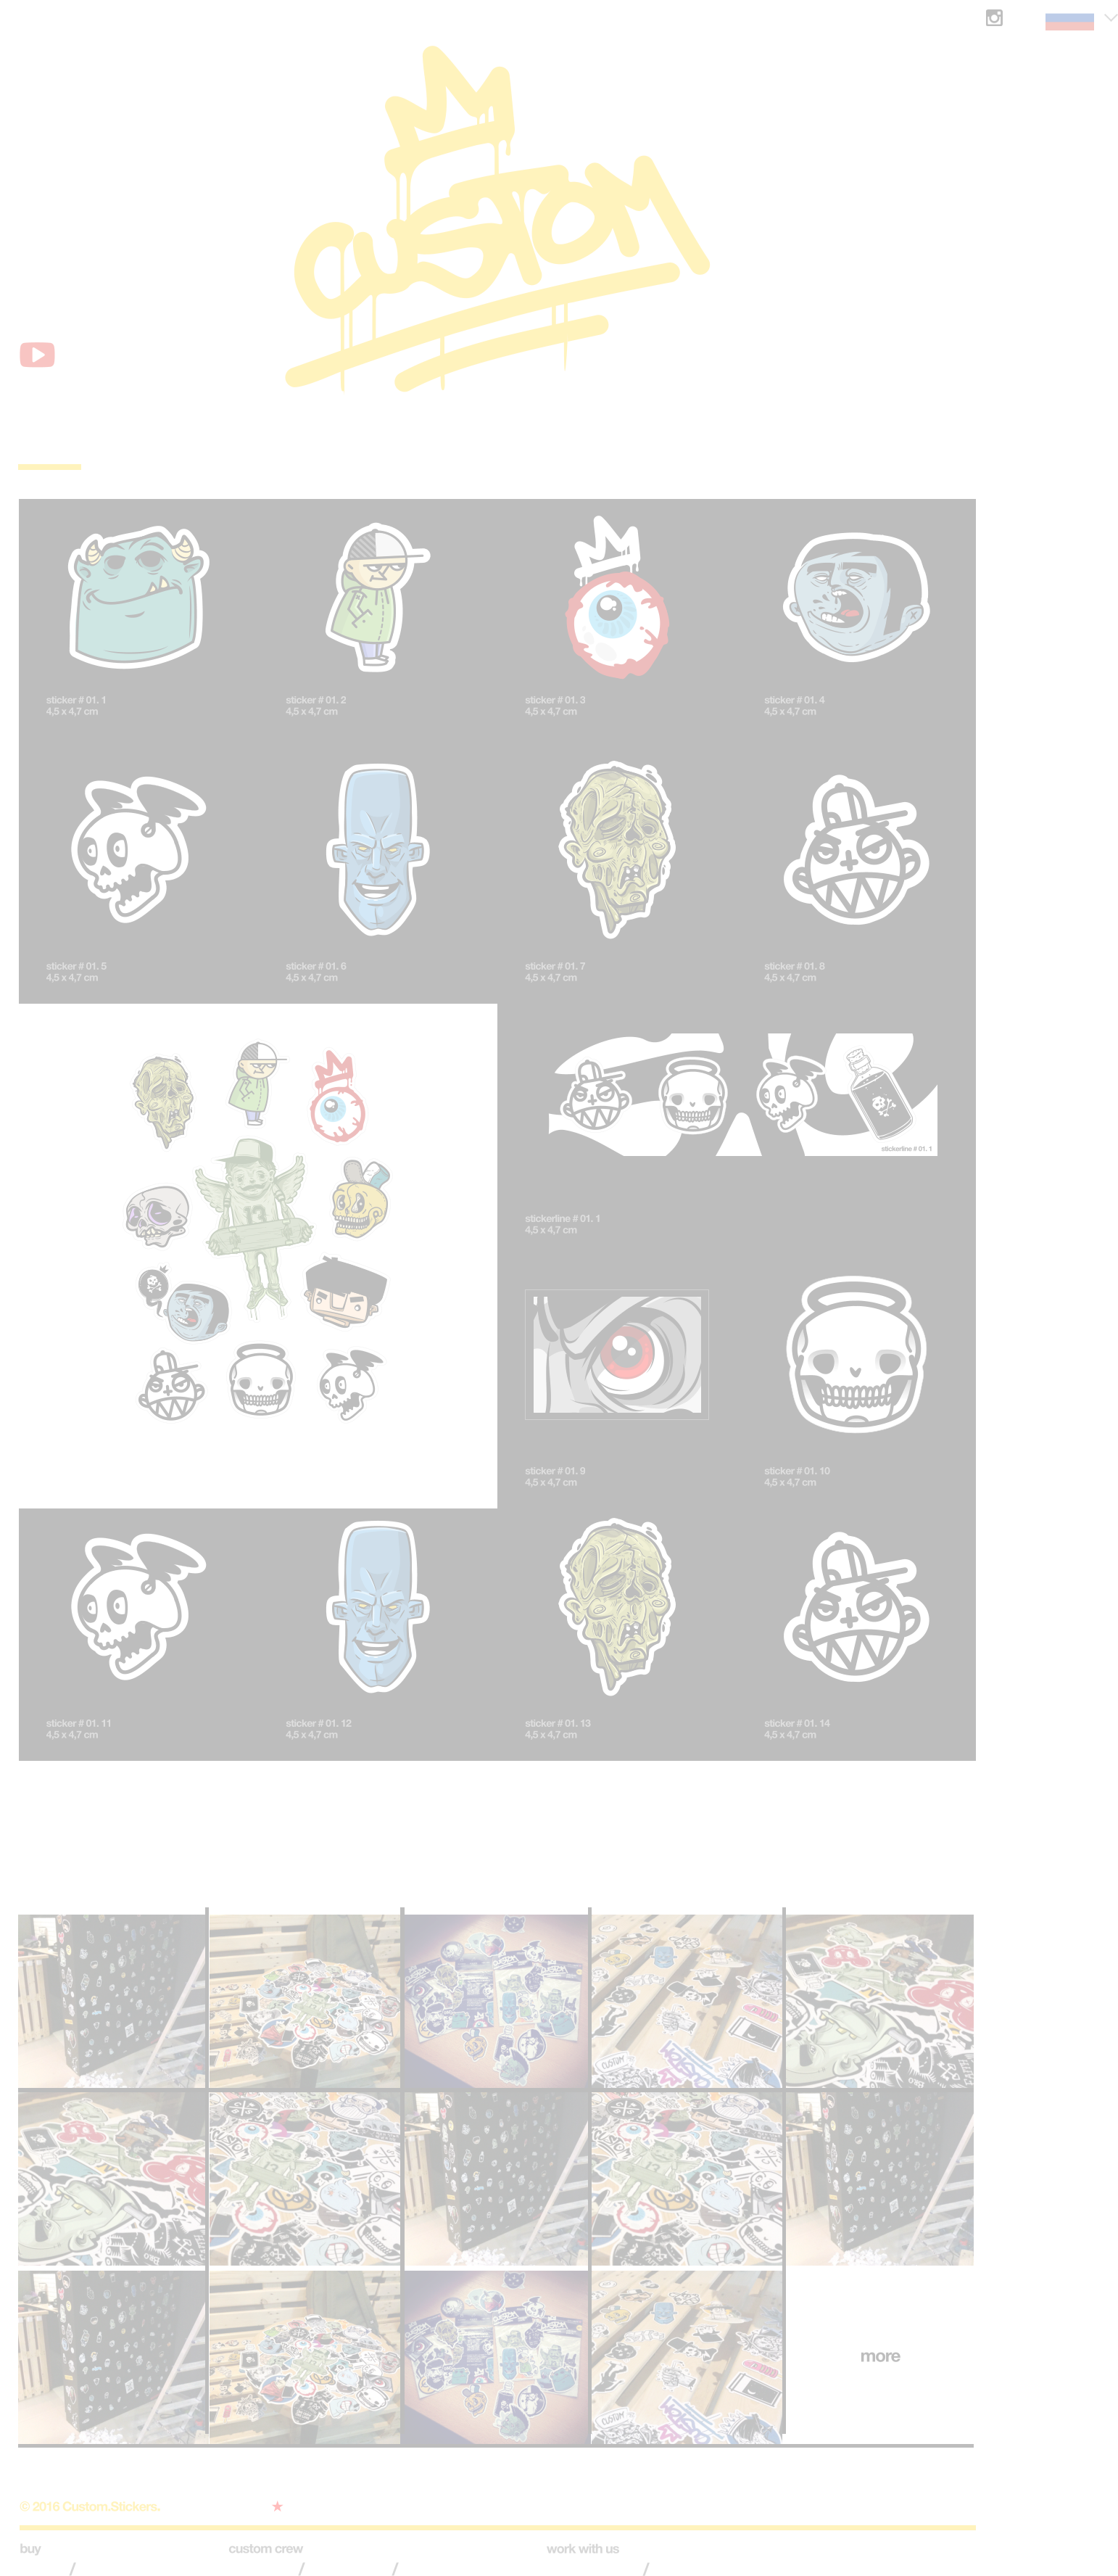 CUSTOM
sticker # 01. 1
4,5 x 4,7 cm
sticker # 01. 2
4,5 x 4,7 cm
sticker # 01. 3
4,5 x 4,7 cm
sticker # 01. 4
4,5 x 4,7 cm
sticker # 01. 5
4,5 x 4,7 cm
sticker # 01. 6
4,5 x 4,7 cm
sticker # 01. 7
4,5 x 4,7 cm
sticker # 01. 8
4,5 x 4,7 cm
13
stickerline # 01. 1
stickerline # 01. 1
4,5 x 4,7 cm
sticker # 01. 9
4,5 x 4,7 cm
sticker # 01. 10
4,5 x 4,7 cm
sticker # 01. 11
4,5 x 4,7 cm
sticker # 01. 12
4,5 x 4,7 cm
sticker # 01. 13
4,5 x 4,7 cm
sticker # 01. 14
4,5 x 4,7 cm
more
© 2016 Custom.Stickers.
buy
custom crew
work with us
/ / / /